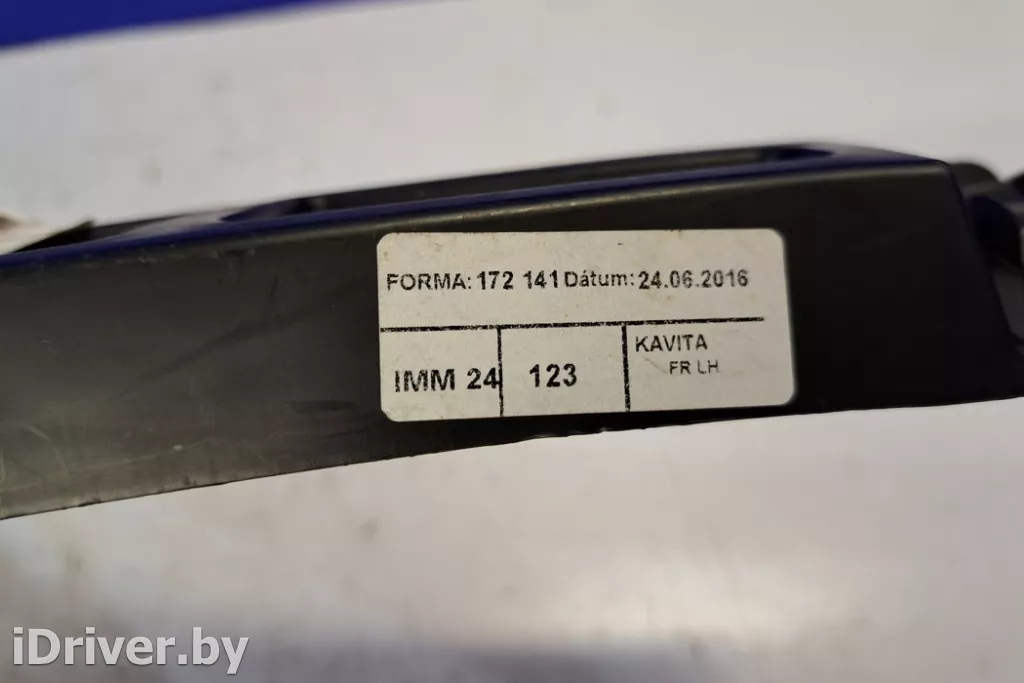 FORMA: 172 141 Dátum: 24.06.2016
IMM 24 123 KAVITA
FR LH
iDriver.by